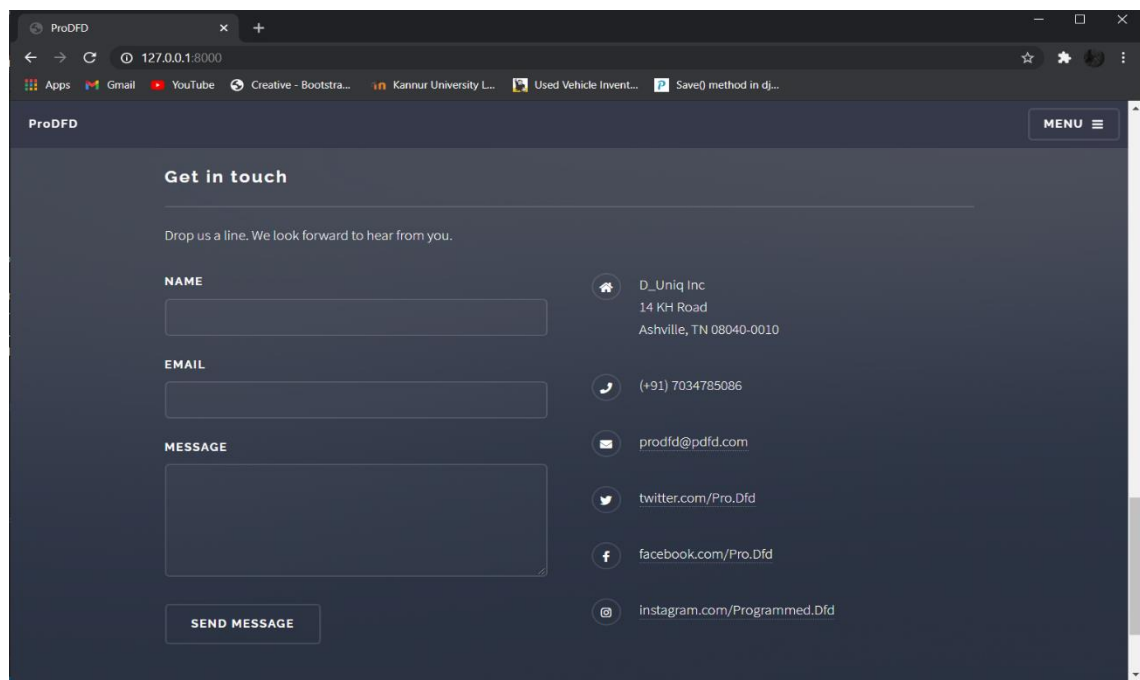 ProDFD
127.0.0.1:8000
Apps Gmail YouTube Creative - Bootstra... Kannur University L... Used Vehicle Invent... Save() method in dj...
ProDFD
MENU
Get in touch
Drop us a line. We look forward to hear from you.
NAME
EMAIL
MESSAGE
SEND MESSAGE
D_Uniq Inc
14 KH Road
Ashville, TN 08040-0010
(+91) 7034785086
prodfd@pdfd.com
twitter.com/Pro.Dfd
facebook.com/Pro.Dfd
instagram.com/Programmed.Dfd